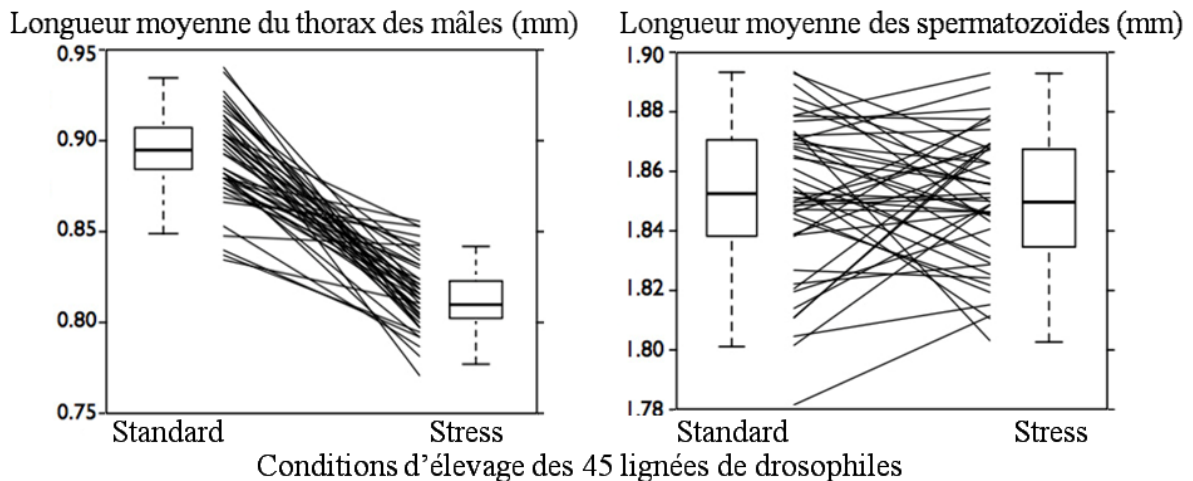 Longueur moyenne du thorax des mâles (mm)
0.95
0.90
0.85
0.80
0.75
Standard
Stress
Longueur moyenne des spermatozoïdes (mm)
1.90
1.88
1.86
1.84
1.82
1.80
1.78
Standard
Stress
Conditions d'élevage des 45 lignées de drosophiles